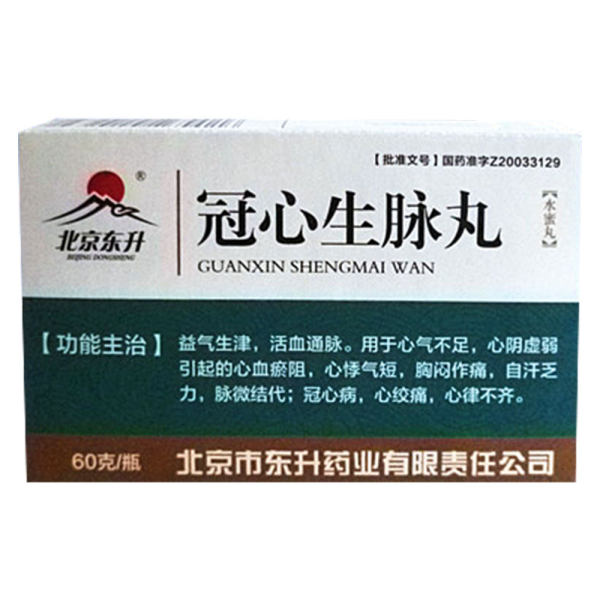 【批准文号】国药准字Z20033129
®
北京东升
BEIJING DONGSHENG
冠心生脉丸
【水蜜丸】
GUANXIN SHENGMAI WAN
【功能主治】
益气生津，活血通脉。用于心气不足，心阴虚弱
引起的心血瘀阻，心悸气短，胸闷作痛，自汗乏
力，脉微结代；冠心病，心绞痛，心律不齐。
60克/瓶
北京市东升药业有限责任公司